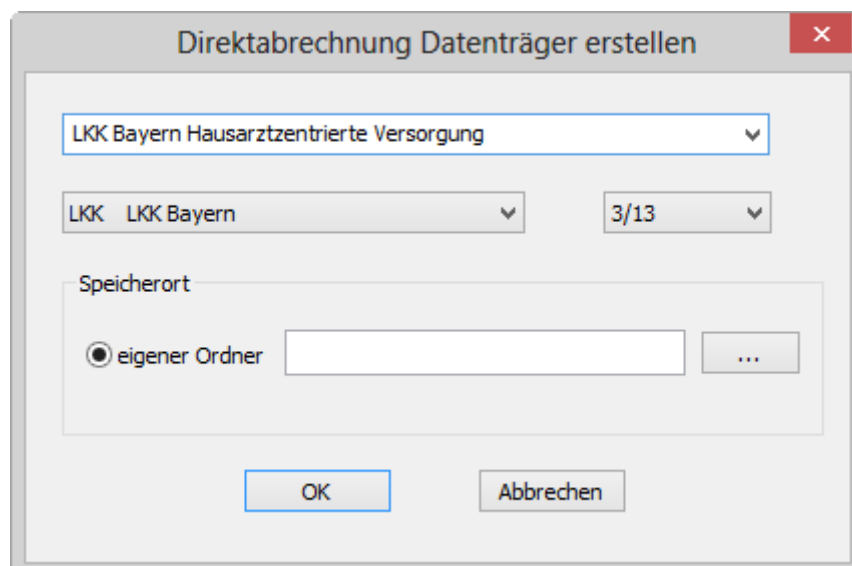 Direktabrechnung Datenträger erstellen
LKK Bayern Hausarztzentrierte Versorgung
LKK LKK Bayern 3/13
Speicherort
eigener Ordner ...
OK Abbrechen